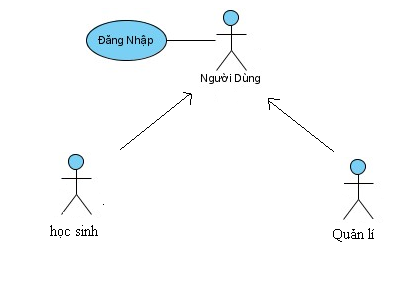 Đăng Nhập
Người Dùng
học sinh
Quản lí